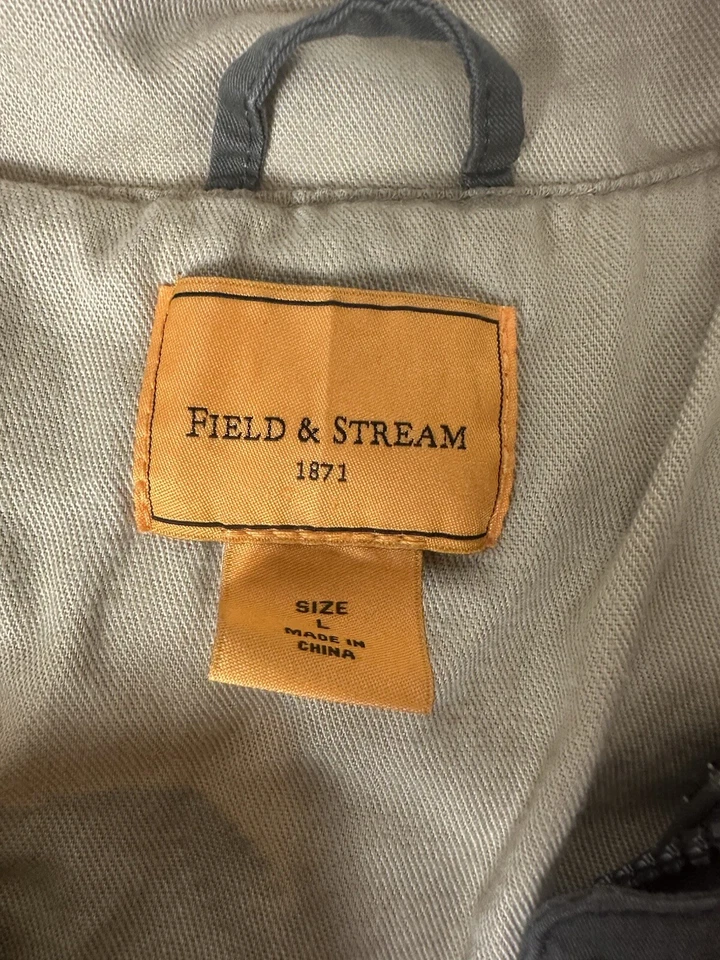 FIELD & STREAM
1871
SIZE
L
MADE IN
CHINA